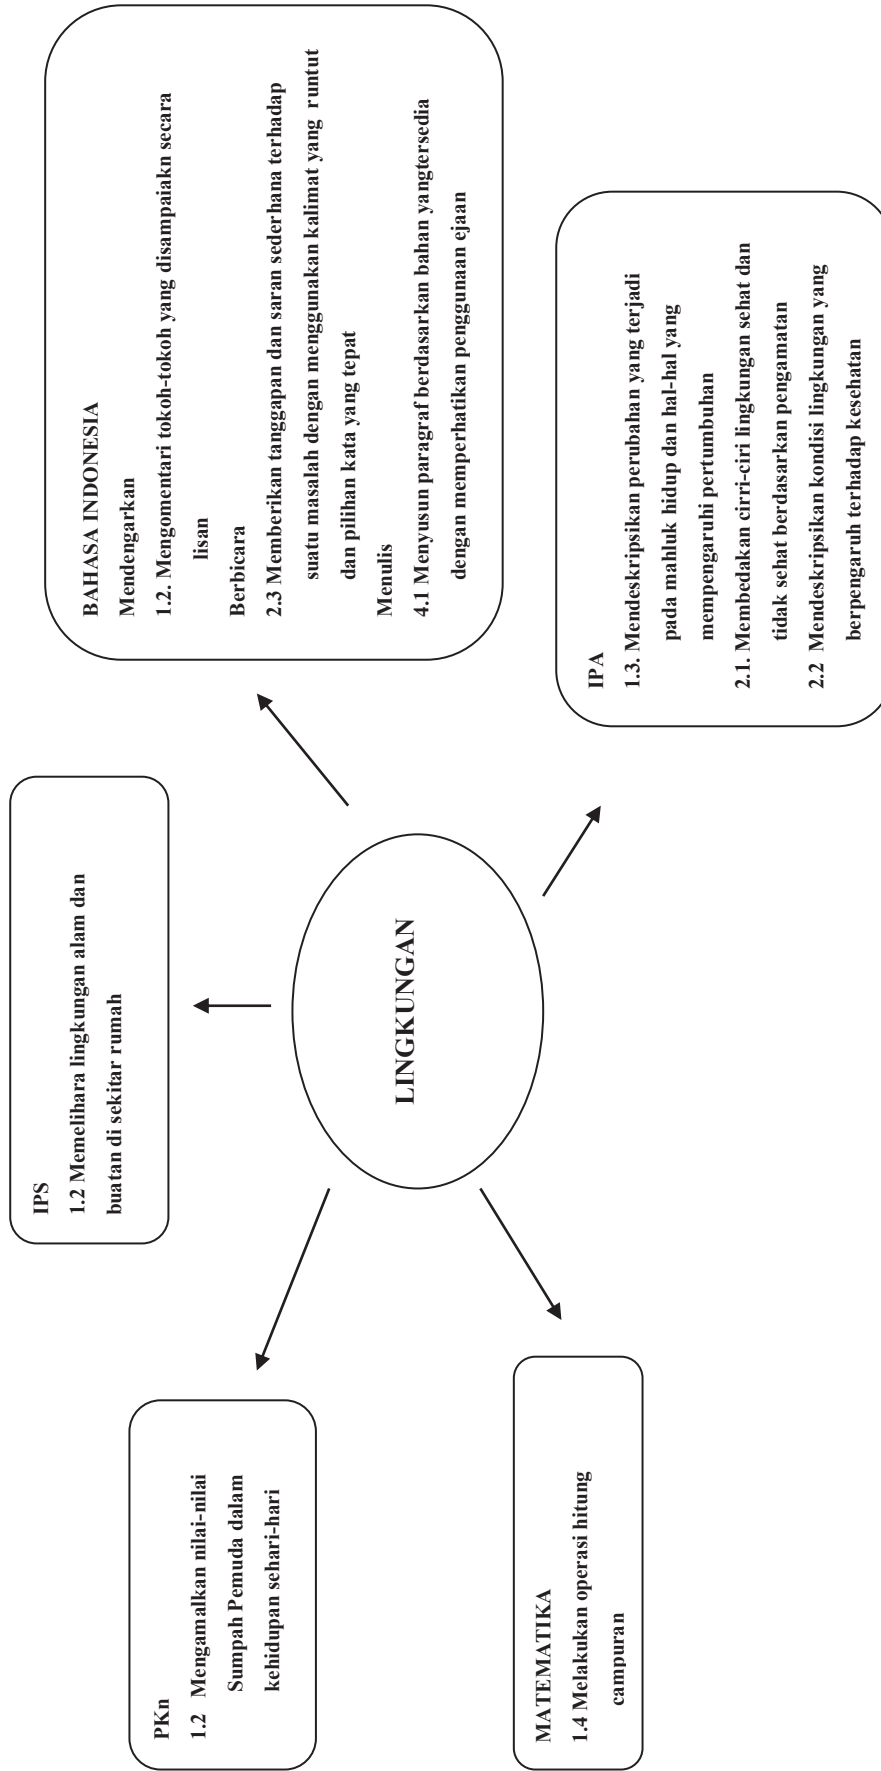 PKn
1.2 Mengamalkan nilai-nilai
Sumpah Pemuda dalam
kehidupan sehari-hari
IPS
1.2 Memelihara lingkungan alam dan
buatan di sekitar rumah
BAHASA INDONESIA
Mendengarkan
1.2. Mengomentari tokoh-tokoh yang disampaiakn secara
lisan
Berbicara
2.3 Memberikan tanggapan dan saran sederhana terhadap
suatu masalah dengan menggunakan kalimat yang runtut
dan pilihan kata yang tepat
Menulis
4.1 Menyusun paragraf berdasarkan bahan yangtersedia
dengan memperhatikan penggunaan ejaan
LINGKUNGAN
MATEMATIKA
1.4 Melakukan operasi hitung
campuran
IPA
1.3. Mendeskripsikan perubahan yang terjadi
pada mahluk hidup dan hal-hal yang
mempengaruhi pertumbuhan
2.1. Membedakan cirri-ciri lingkungan sehat dan
tidak sehat berdasarkan pengamatan
2.2 Mendeskripsikan kondisi lingkungan yang
berpengaruh terhadap kesehatan